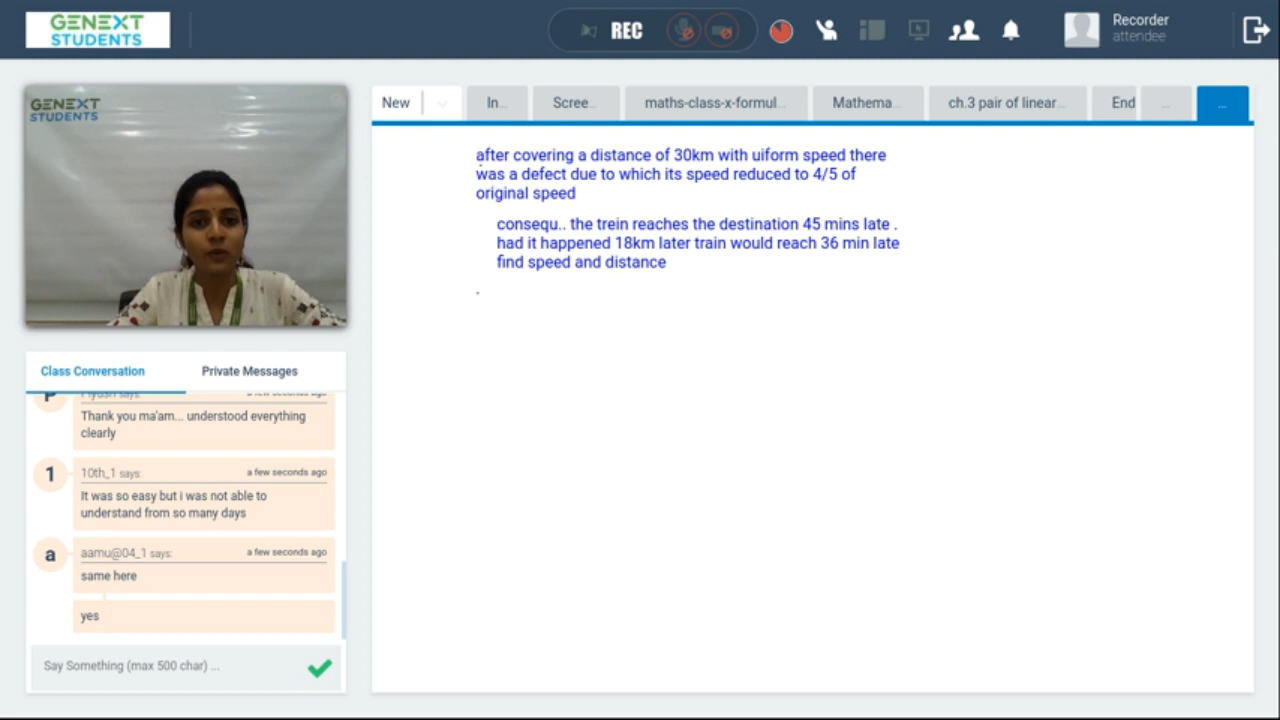 GENEXT
STUDENTS
REC
Recorder
attendee
GENEXT
STUDENTS
New
In...
Scree...
maths-class-x-formul...
Mathema...
ch.3 pair of linear...
End
...
...
after covering a distance of 30km with uiform speed there
was a defect due to which its speed reduced to 4/5 of
original speed
consequ.. the trein reaches the destination 45 mins late .
had it happened 18km later train would reach 36 min late
find speed and distance
.
Class Conversation
Private Messages
P
says:
a few seconds ago
Thank you ma'am... understood everything
clearly
1
10th_1 says:
a few seconds ago
It was so easy but i was not able to
understand from so many days
a
aamu@04_1 says:
a few seconds ago
same here
yes
Say Something (max 500 char) ...